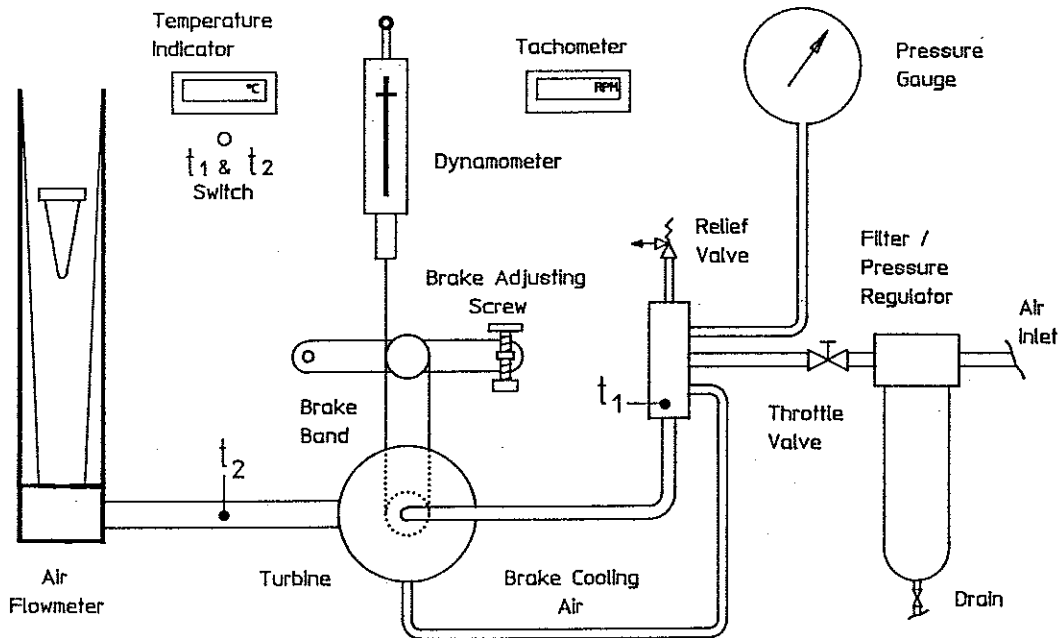 Temperature
Indicator
°C
t1 & t2
Switch
Dynamometer
Tachometer
RPM
Pressure
Gauge
Relief
Valve
Filter /
Pressure
Regulator
Air
Inlet
Brake Adjusting
Screw
Brake
Band
t1
Throttle
Valve
t2
Air
Flowmeter
Turbine
Brake Cooling
Air
Drain